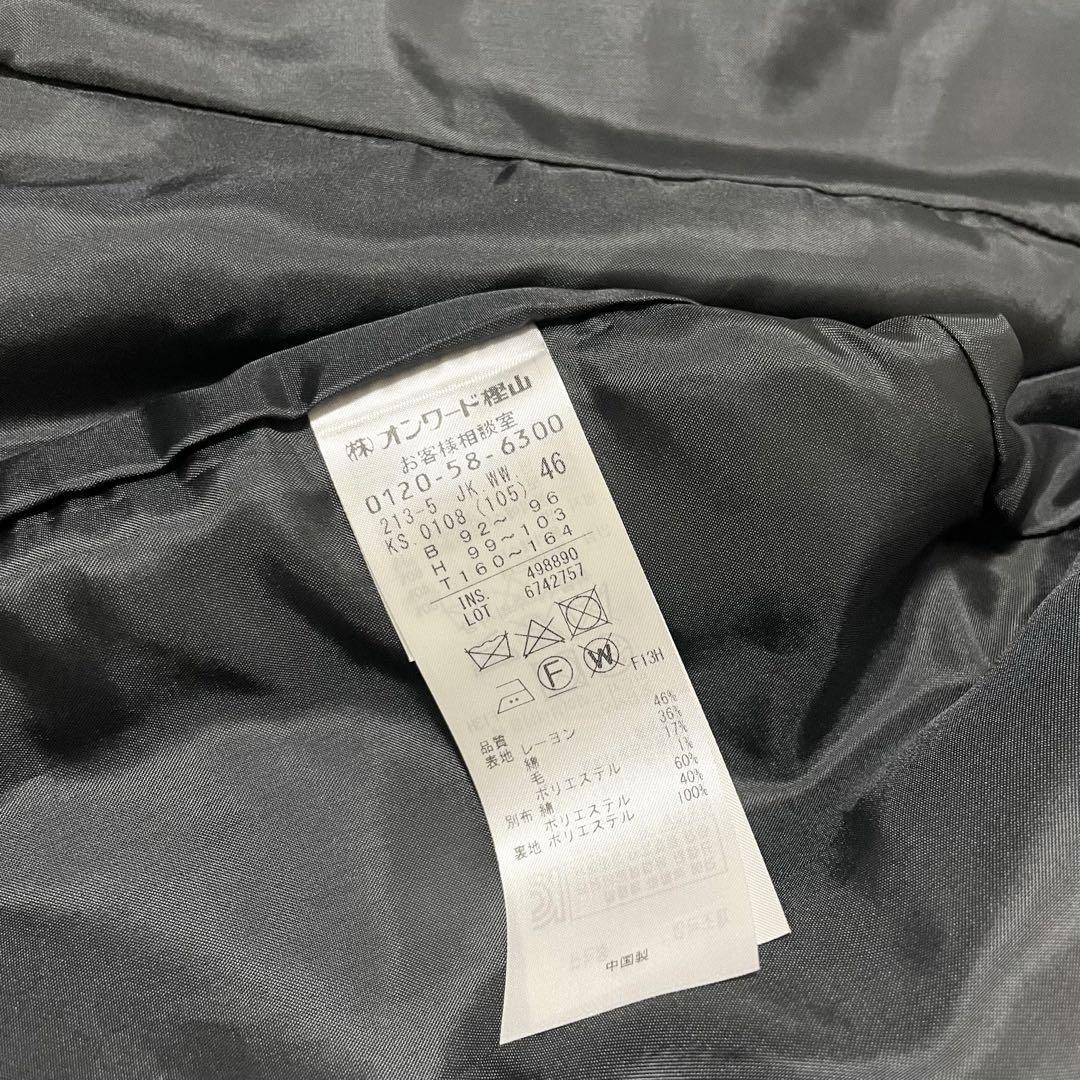 (株)オンワード樫山
お客様相談室
0120-58-6300
213-5 JK WW 46
KS.0108(105)
B 92～ 96
H 99～103
T160～164
INS. 498890
LOT 6742757
F W F13H
品質
表地 レーヨン 46%
綿 36%
毛 17%
ポリエステル 1%
別布 綿 60%
ポリエステル 40%
裏地 ポリエステル 100%
中国製